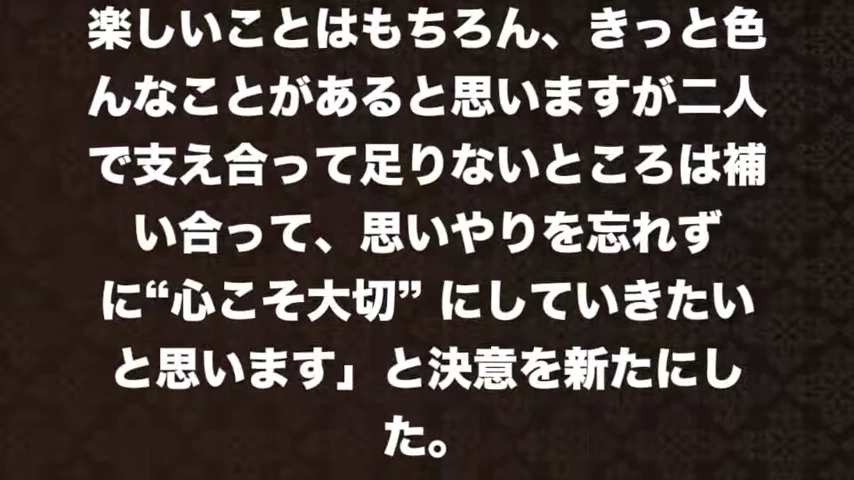 楽しいことはもちろん、きっと色
んなことがあると思いますが二人
で支え合って足りないところは補
い合って、思いやりを忘れず
に“心こそ大切” にしていきたい
と思います」と決意を新たにし
た。